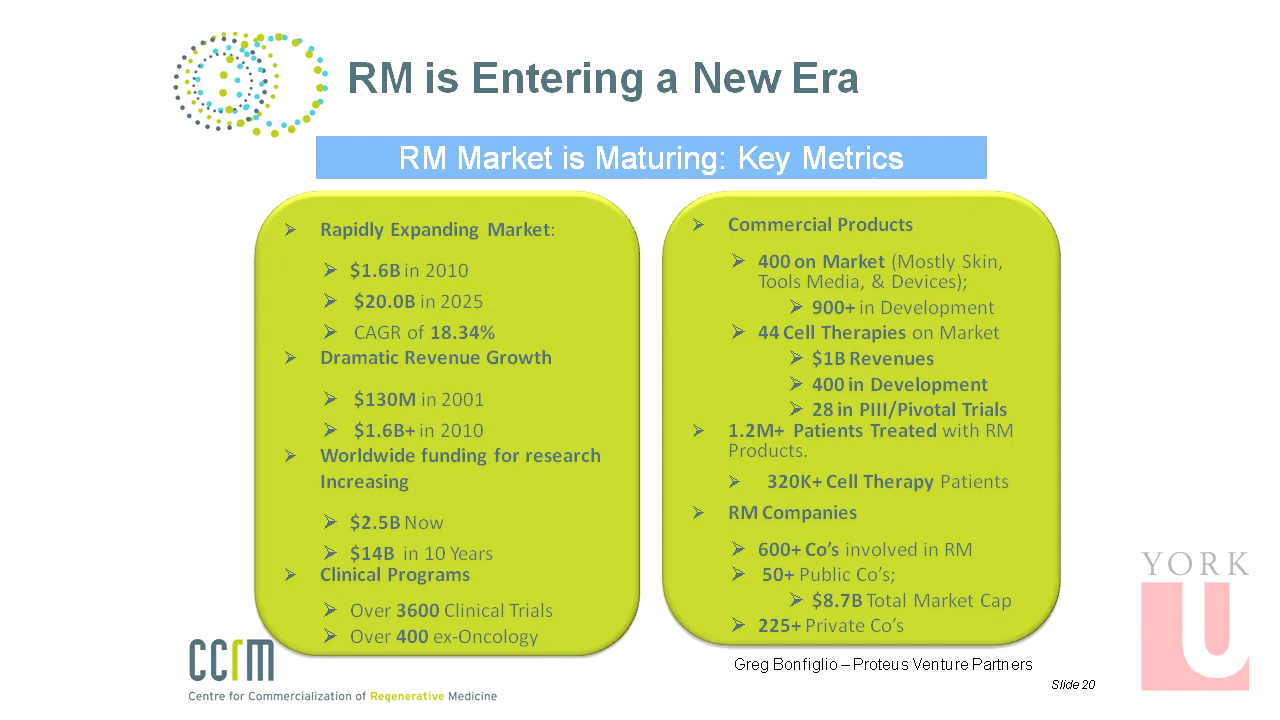 RM is Entering a New Era
RM Market is Maturing: Key Metrics
Rapidly Expanding Market:
$1.6B in 2010
$20.0B in 2025
CAGR of 18.34%
Dramatic Revenue Growth
$130M in 2001
$1.6B+ in 2010
Worldwide funding for research
Increasing
$2.5B Now
$14B in 10 Years
Clinical Programs
Over 3600 Clinical Trials
Over 400 ex-Oncology
Commercial Products
400 on Market (Mostly Skin,
Tools Media, & Devices);
900+ in Development
44 Cell Therapies on Market
$1B Revenues
400 in Development
28 in PIII/Pivotal Trials
1.2M+ Patients Treated with RM
Products.
320K+ Cell Therapy Patients
RM Companies
600+ Co's involved in RM
50+ Public Co's;
$8.7B Total Market Cap
225+ Private Co's
Greg Bonfiglio – Proteus Venture Partners
Slide 20
ccrm
Centre for Commercialization of Regenerative Medicine
YORK
U